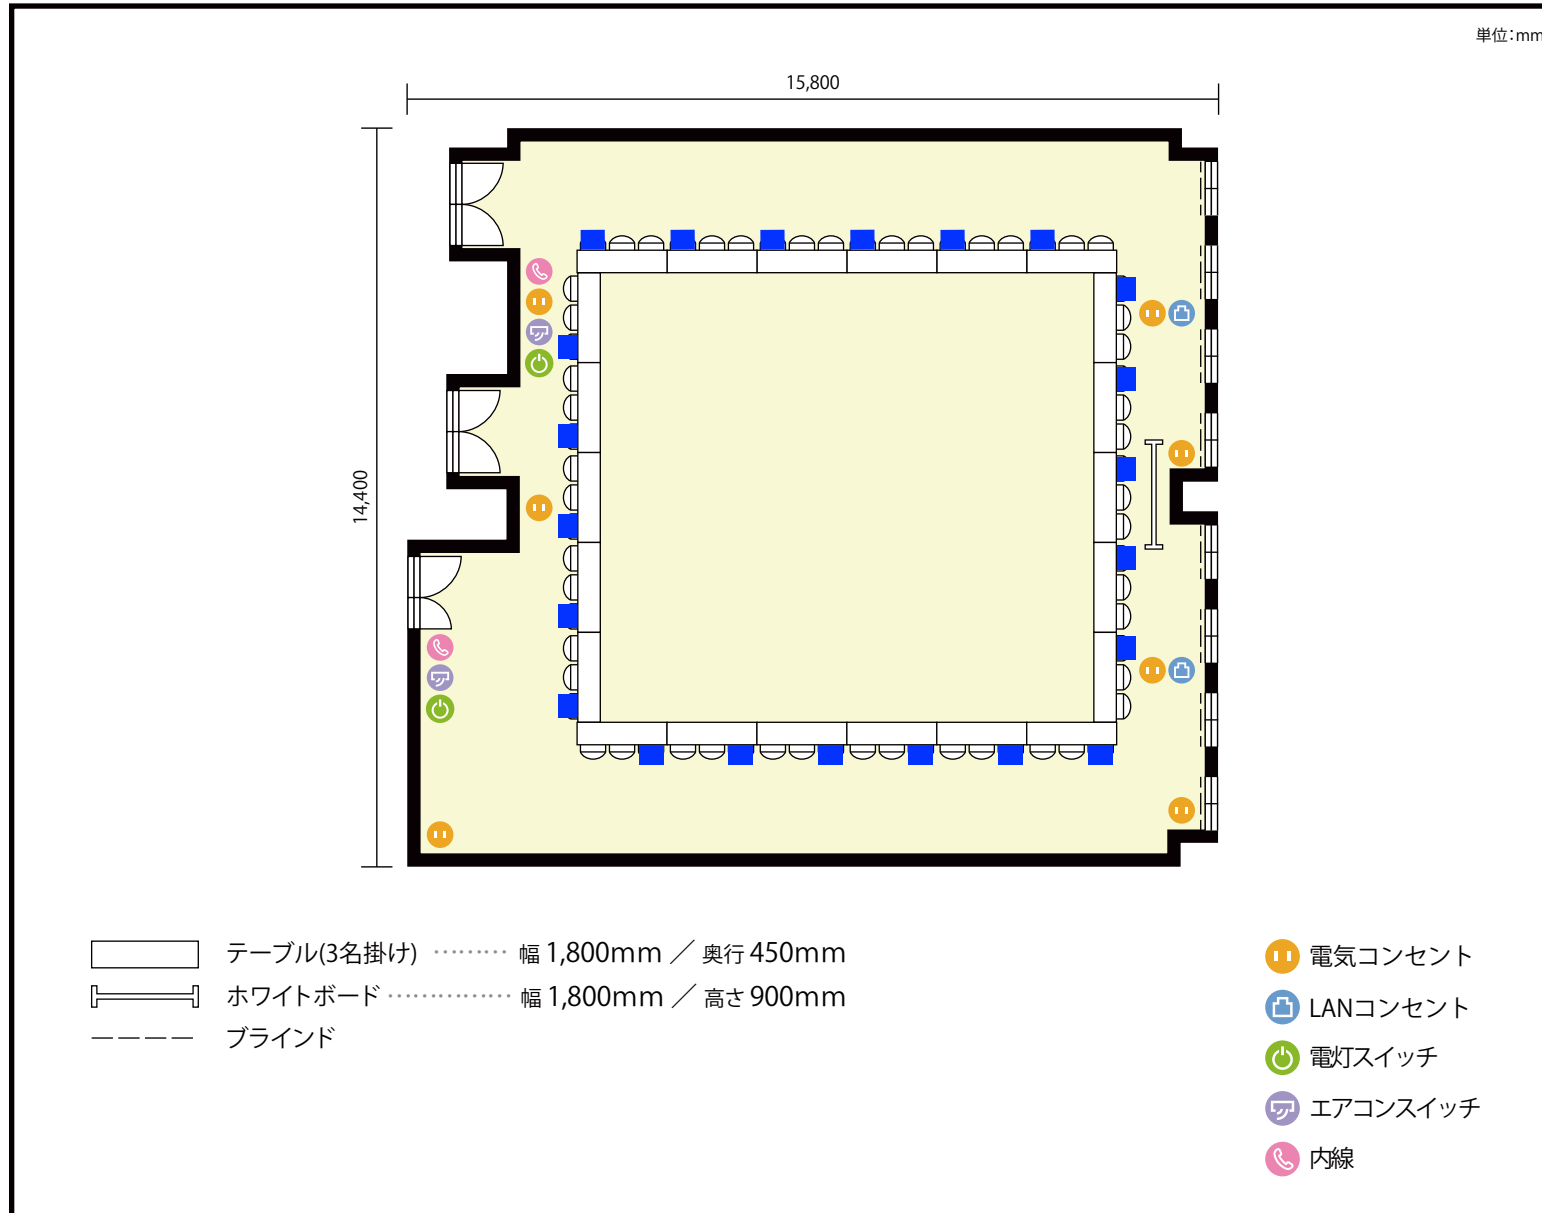 単位:mm
15,800
14,400
テーブル(3名掛け) ……… 幅 1,800mm ／ 奥行 450mm
ホワイトボード …………… 幅 1,800mm ／ 高さ 900mm
ブラインド
電気コンセント
LANコンセント
電灯スイッチ
エアコンスイッチ
内線